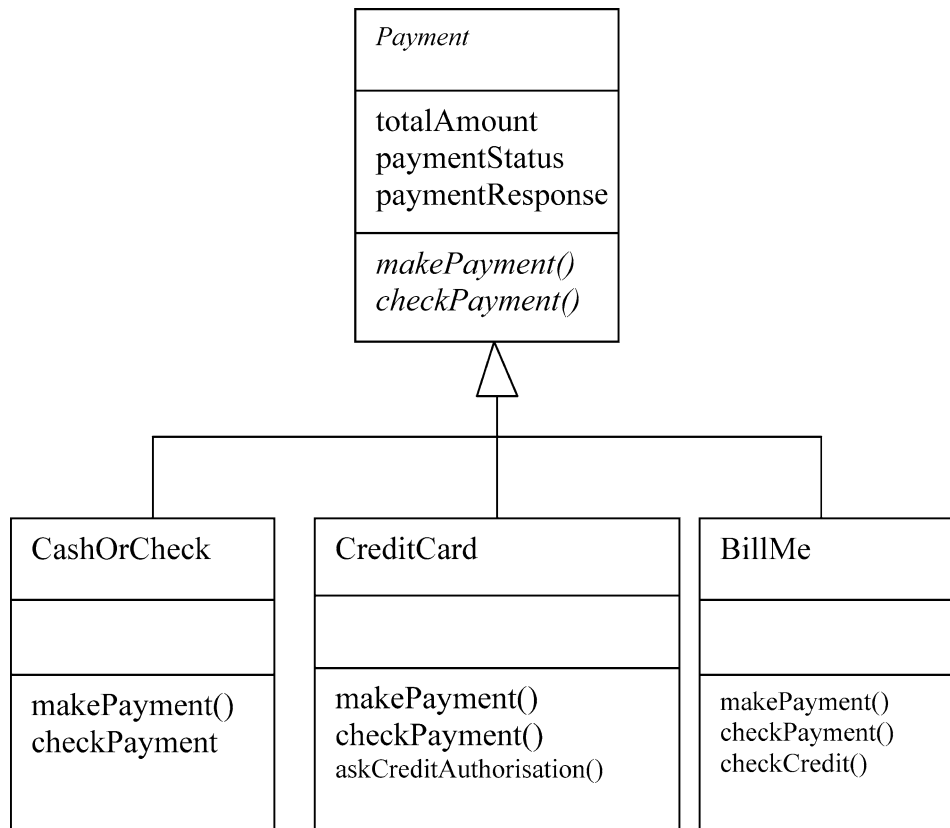 Payment
totalAmount
paymentStatus
paymentResponse
makePayment()
checkPayment()
CashOrCheck
makePayment()
checkPayment
CreditCard
makePayment()
checkPayment()
askCreditAuthorisation()
BillMe
makePayment()
checkPayment()
checkCredit()